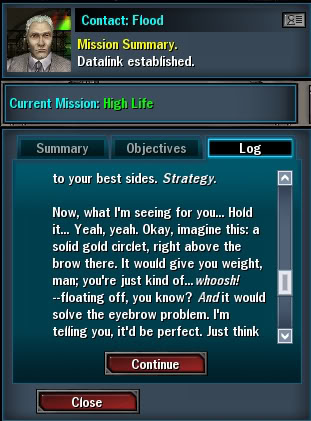 Contact: Flood
Mission Summary.
Datalink established.
Current Mission: High Life
Summary
Objectives
Log
to your best sides. Strategy.
Now, what I'm seeing for you... Hold
it... Yeah, yeah. Okay, imagine this: a
solid gold circlet, right above the
brow there. It would give you weight,
man; you're just kind of...whoosh!
--floating off, you know? And it would
solve the eyebrow problem. I'm
telling you, it'd be perfect. Just think
Continue
Close